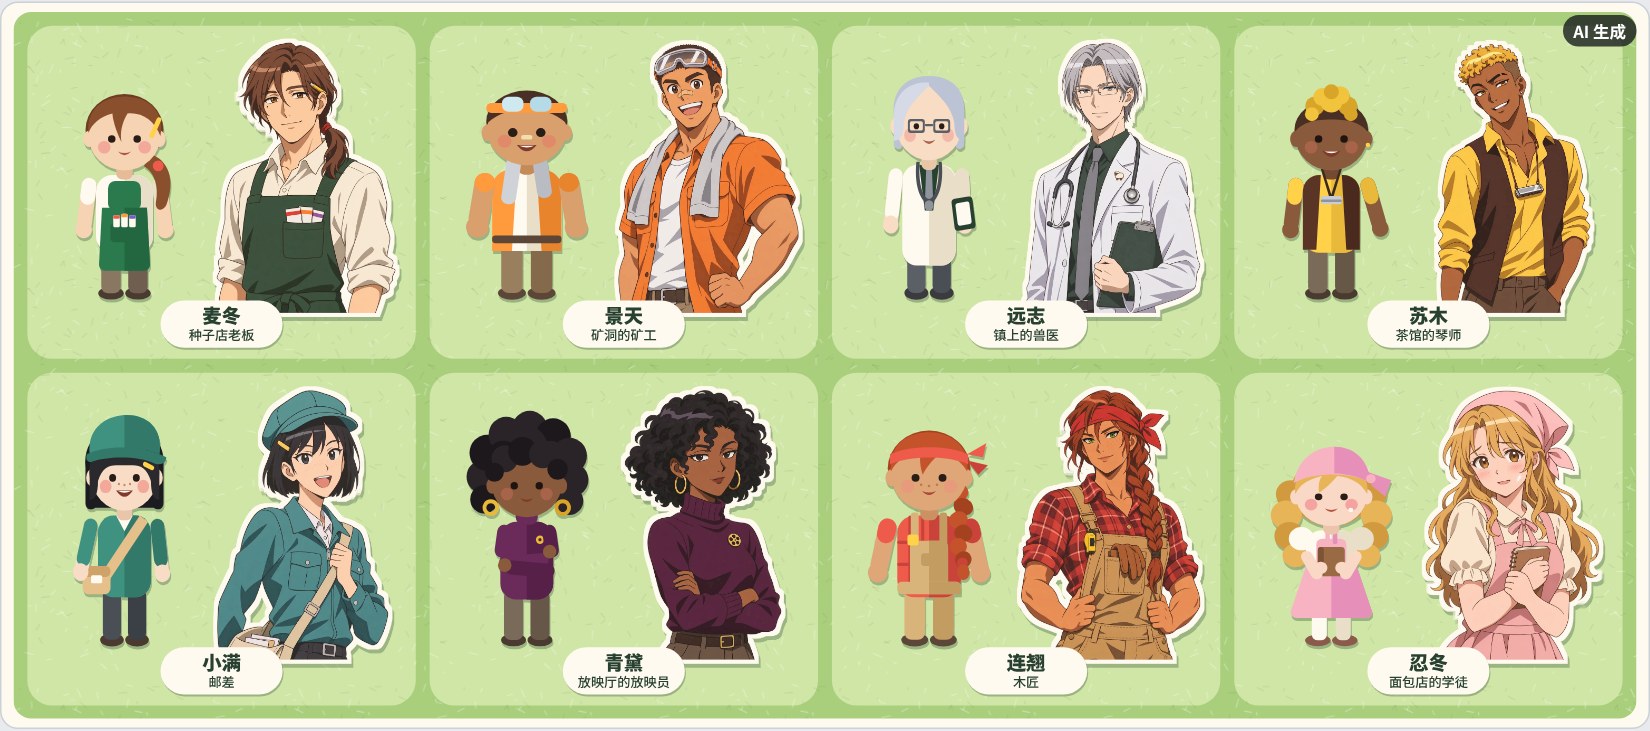 AI 生成
麦冬
种子店老板
景天
矿洞的矿工
远志
镇上的兽医
苏木
茶馆的琴师
小满
邮差
青黛
放映厅的放映员
连翘
木匠
忍冬
面包店的学徒